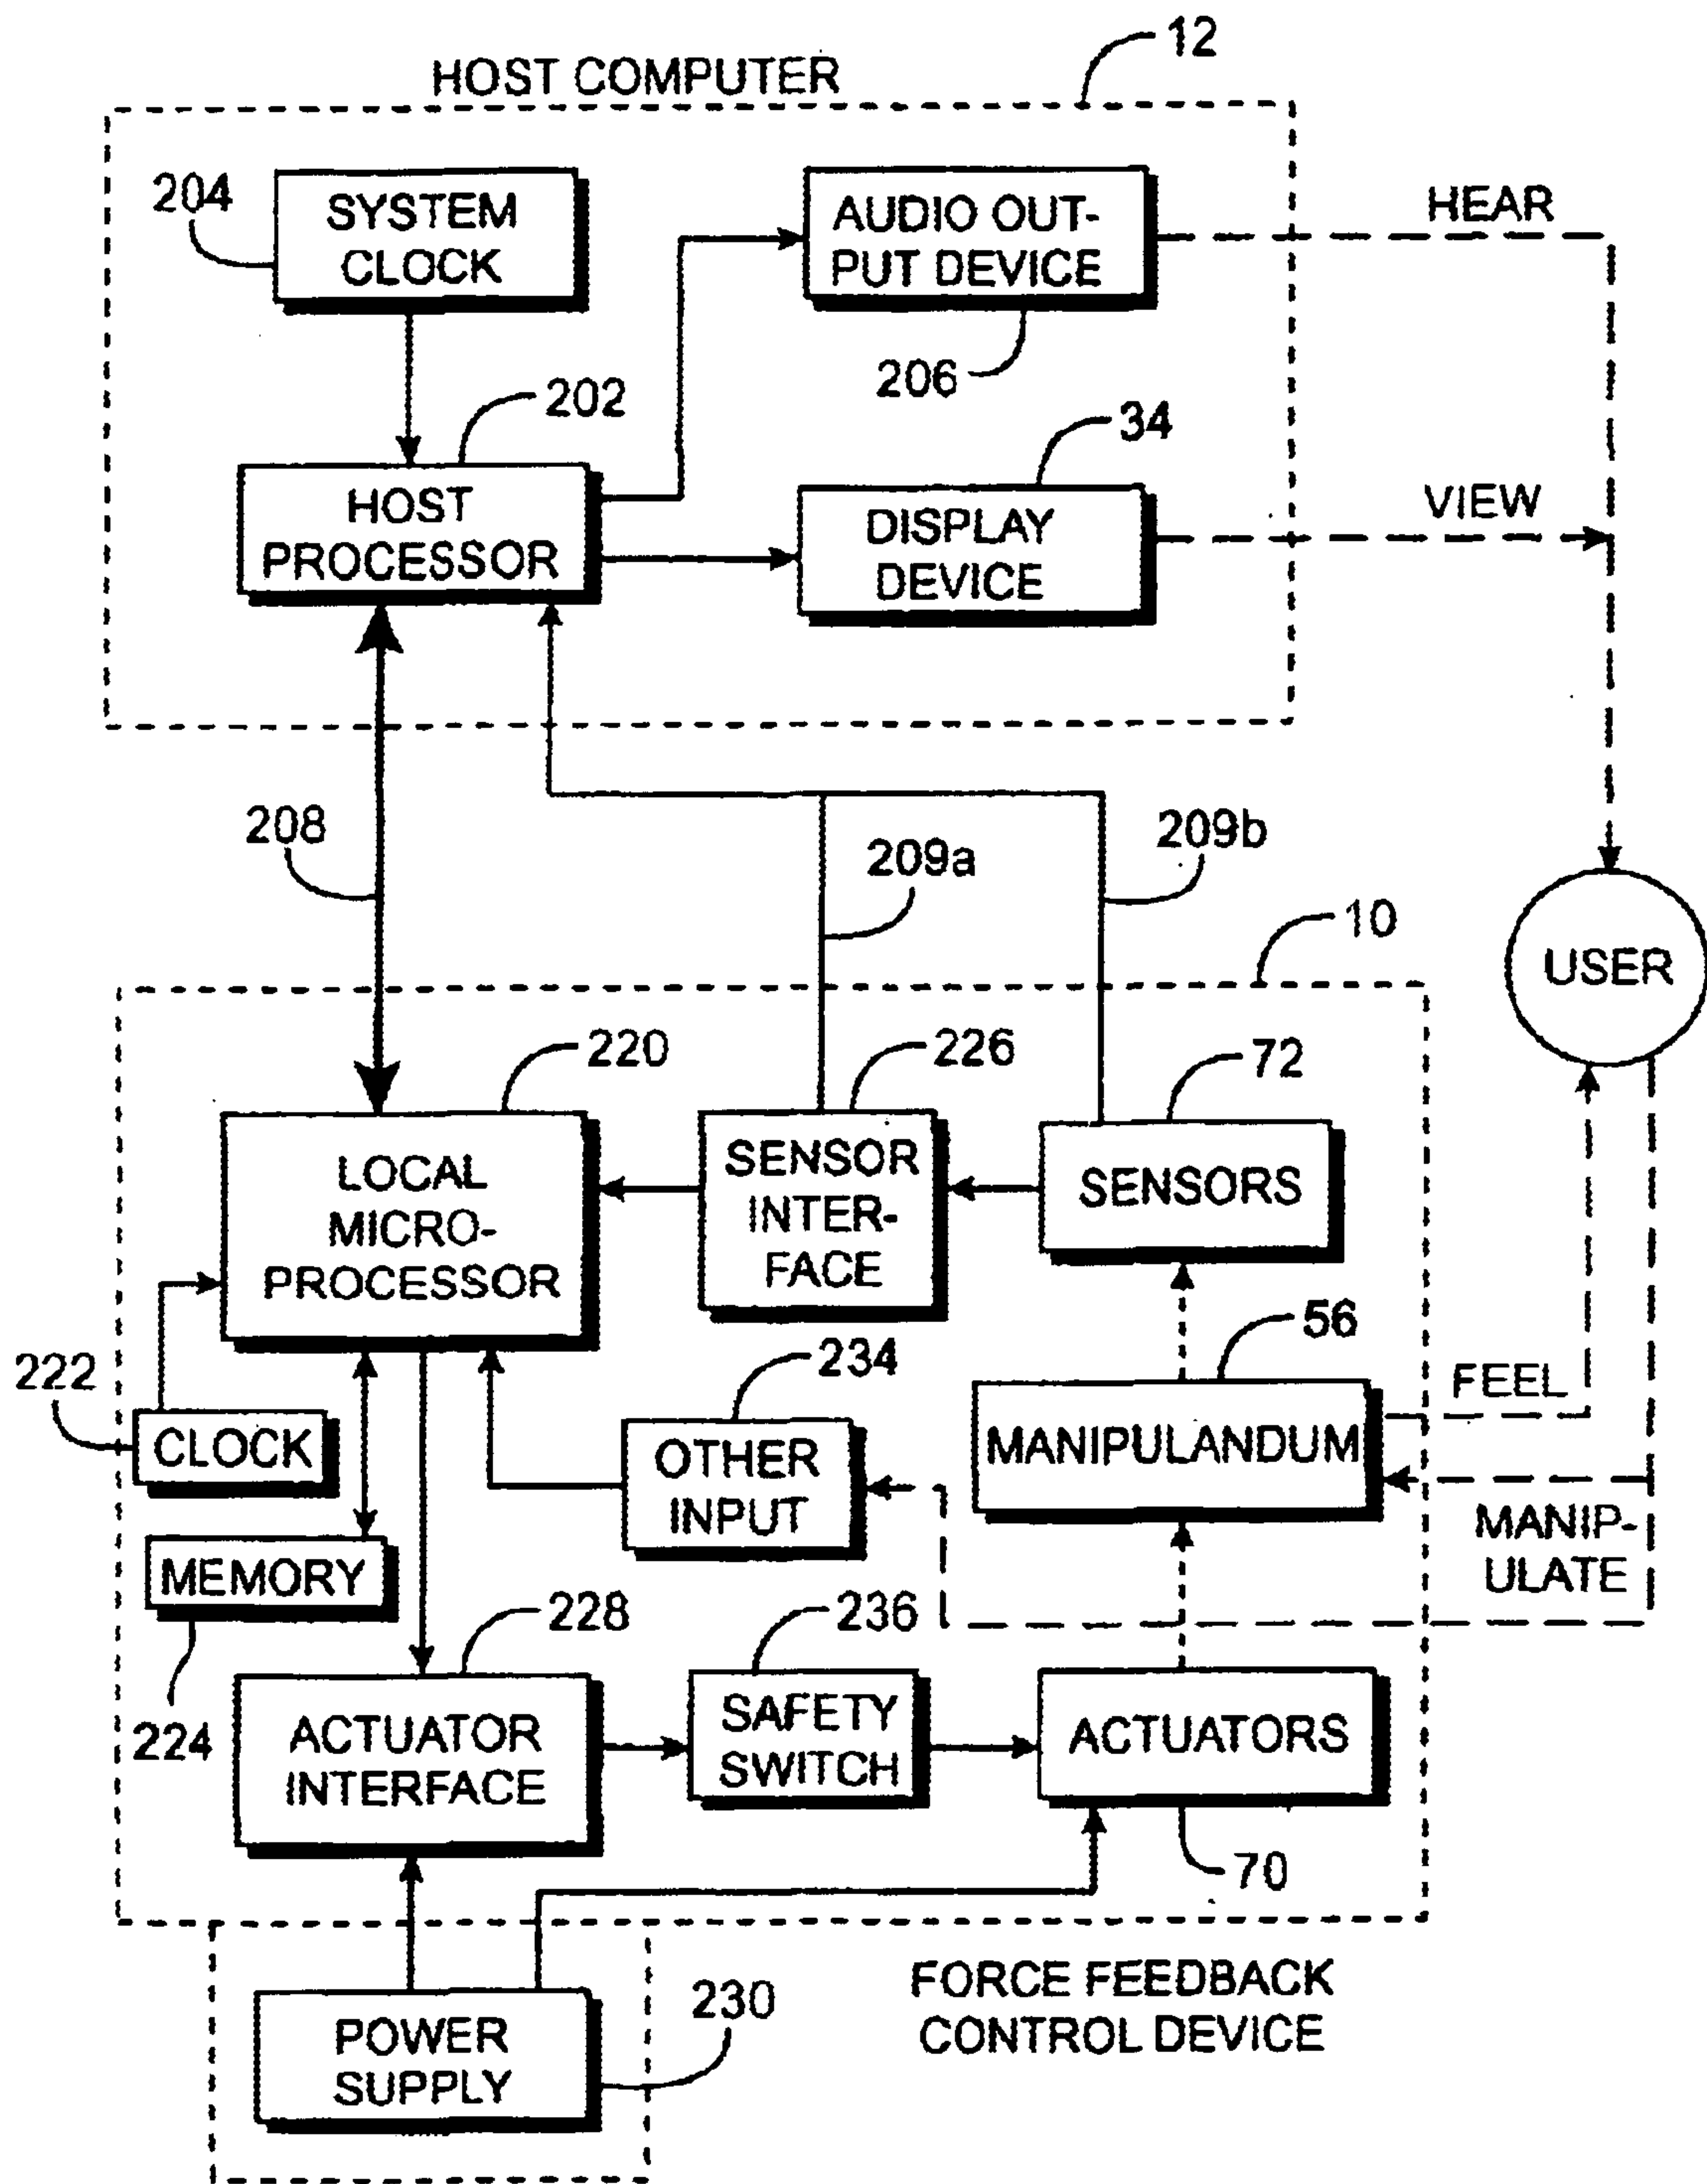 12
HOST COMPUTER
204
SYSTEM
CLOCK
AUDIO OUT-
PUT DEVICE
HEAR
206
202
34
HOST
PROCESSOR
DISPLAY
DEVICE
VIEW
208
209a
209b
10
USER
220
226
72
LOCAL
MICRO-
PROCESSOR
SENSOR
INTER-
FACE
SENSORS
222
CLOCK
234
56
FEEL
OTHER
INPUT
MANIPULANDUM
MANIP-
ULATE
MEMORY
224
228
236
ACTUATOR
INTERFACE
SAFETY
SWITCH
ACTUATORS
70
POWER
SUPPLY
230
FORCE FEEDBACK
CONTROL DEVICE